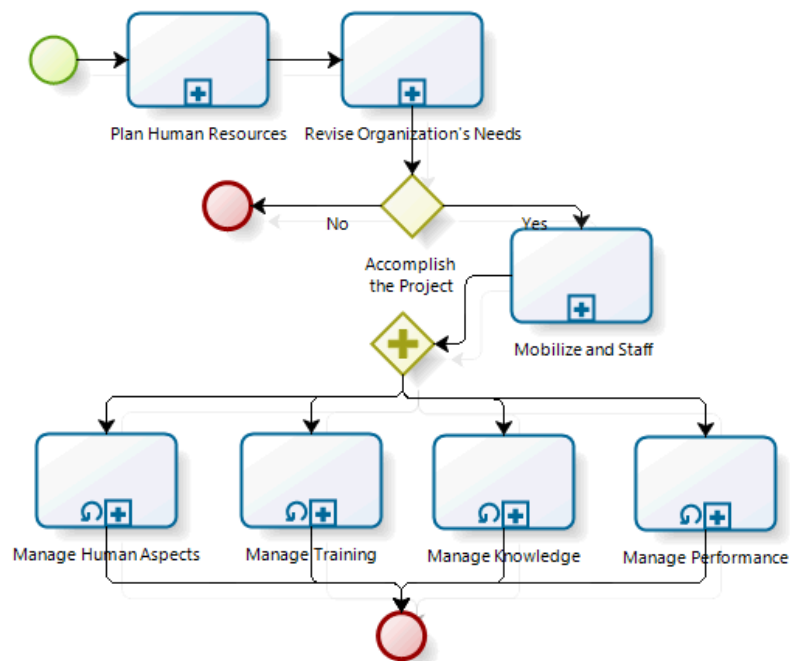 Plan Human Resources
Revise Organization's Needs
No
Yes
Accomplish
the Project
Mobilize and Staff
Manage Human Aspects
Manage Training
Manage Knowledge
Manage Performance